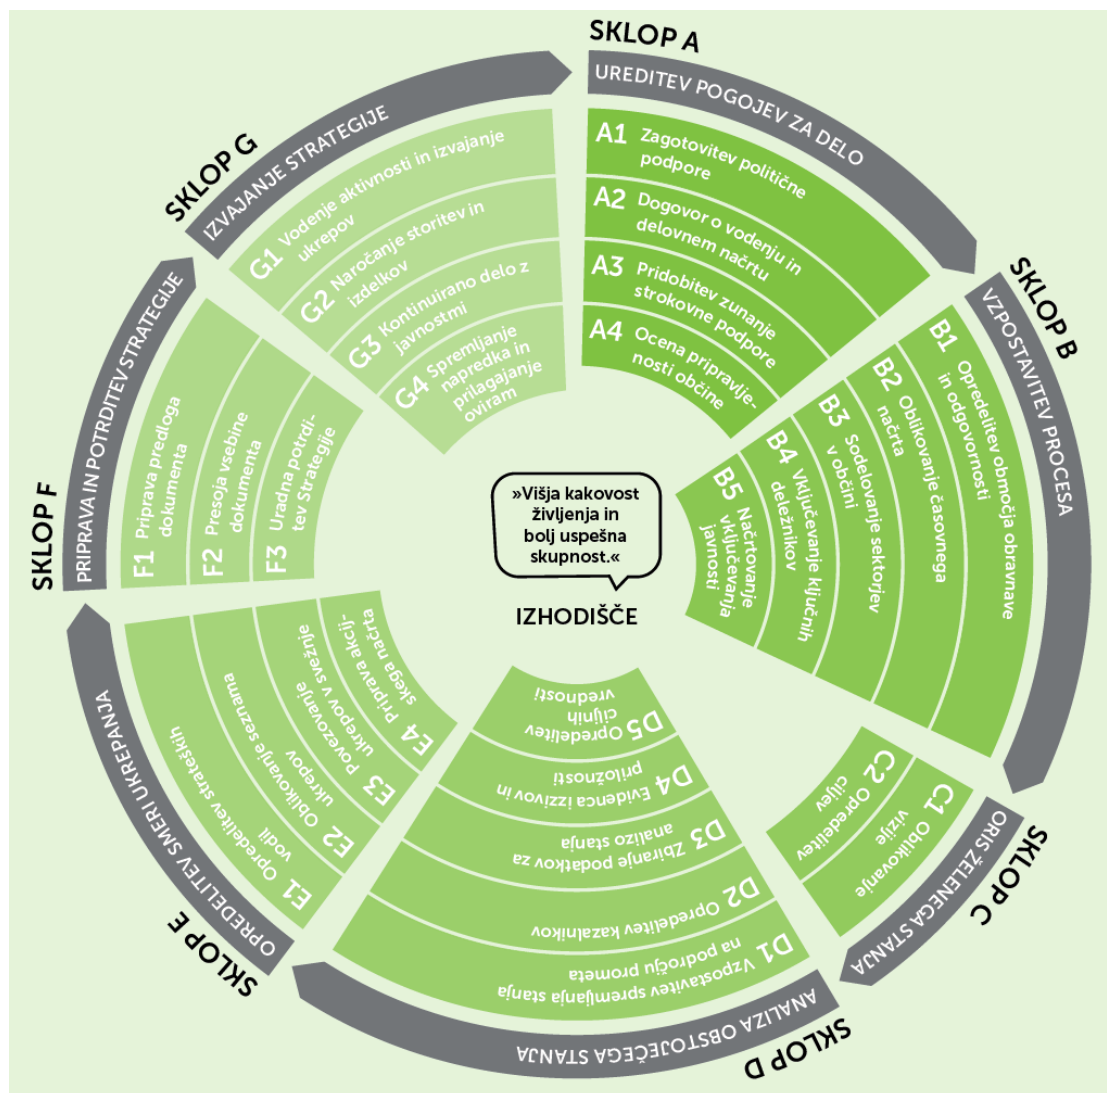 SKLOP A
UREDITEV POGOJEV ZA DELO
A1 Zagotovitev politične
podpore
A2 Dogovor o vodenju in
delovnem načrtu
A3 Pridobitev zunanje
strokovne podpore
A4 Ocena pripravlje-
nosti občine
SKLOP B
VZPOSTAVITEV PROCESA
B1 Opredelitev območja obravnave
in odgovornosti
B2 Oblikovanje časovnega
načrta
B3 Sodelovanje sektorjev
v občini
B4 Vključevanje ključnih
deležnikov
B5 Načrtovanje
vključevanja
javnosti
SKLOP C
ORIS ŽELENEGA STANJA
C1 Oblikovanje
vizije
C2 Opredelitev
ciljev
SKLOP D
ANALIZA OBSTOJEČEGA STANJA
D1 Vzpostavitev spremljanja stanja
na področju prometa
D2 Opredelitev kazalnikov
D3 Zbiranje podatkov za
analizo stanja
D4 Evidenca izzivov in
priložnosti
D5 Opredelitev
ciljnih
vrednosti
SKLOP E
OPREDELITEV SMERI UKREPANJA
E1 Opredelitev strateških
vodil
E2 Oblikovanje seznama
ukrepov
E3 Povezovanje
ukrepov v svežnje
E4 Priprava akcij-
skega načrta
SKLOP F
PRIPRAVA IN POTRDITEV STRATEGIJE
F1 Priprava predloga
dokumenta
F2 Presoja vsebine
dokumenta
F3 Uradna potrdi-
tev Strategije
SKLOP G
IZVAJANJE STRATEGIJE
G1 Vodenje aktivnosti in izvajanje
ukrepov
G2 Naročanje storitev in
izdelkov
G3 Kontinuirano delo z
javnostmi
G4 Spremljanje
napredka in
prilagajanje
oviram
»Višja kakovost
življenja in
bolj uspešna
skupnost.«
IZHODIŠČE